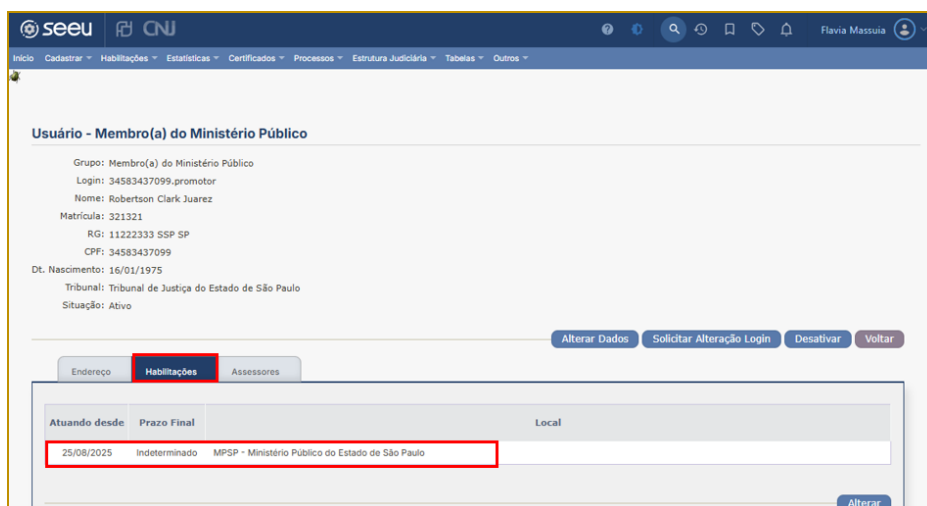 seeu CNJ Flavia Massuia
Início Cadastrar Habilitações Estatísticas Certificados Processos Estrutura Judiciária Tabelas Outros
Usuário - Membro(a) do Ministério Público
Grupo: Membro(a) do Ministério Público
Login: 34583437099.promotor
Nome: Robertson Clark Juarez
Matrícula: 321321
RG: 11222333 SSP SP
CPF: 34583437099
Dt. Nascimento: 16/01/1975
Tribunal: Tribunal de Justiça do Estado de São Paulo
Situação: Ativo
Alterar Dados Solicitar Alteração Login Desativar Voltar
Endereço Habilitações Assessores
Atuando desde Prazo Final Local
25/08/2025 Indeterminado MPSP - Ministério Público do Estado de São Paulo
Alterar